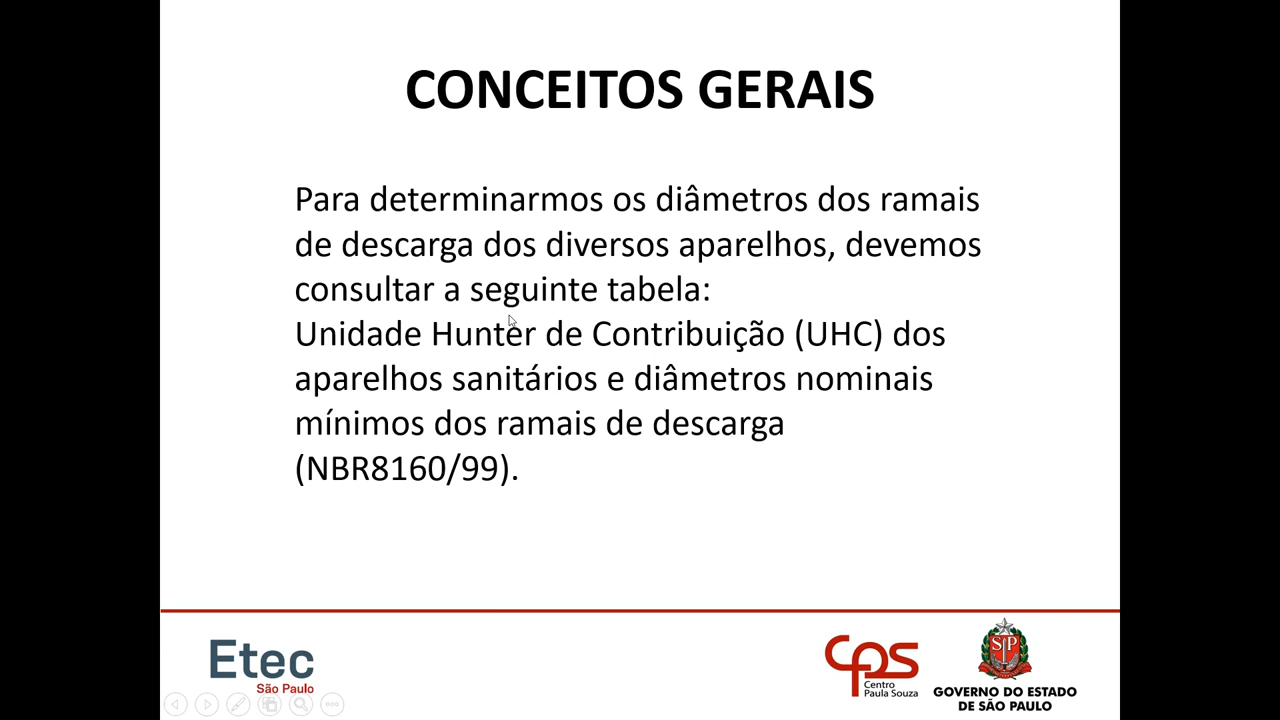 CONCEITOS GERAIS
Para determinarmos os diâmetros dos ramais
de descarga dos diversos aparelhos, devemos
consultar a seguinte tabela:
Unidade Hunter de Contribuição (UHC) dos
aparelhos sanitários e diâmetros nominais
mínimos dos ramais de descarga
(NBR8160/99).
Etec
São Paulo
cps
Centro
Paula Souza
SP
GOVERNO DO ESTADO
DE SÃO PAULO